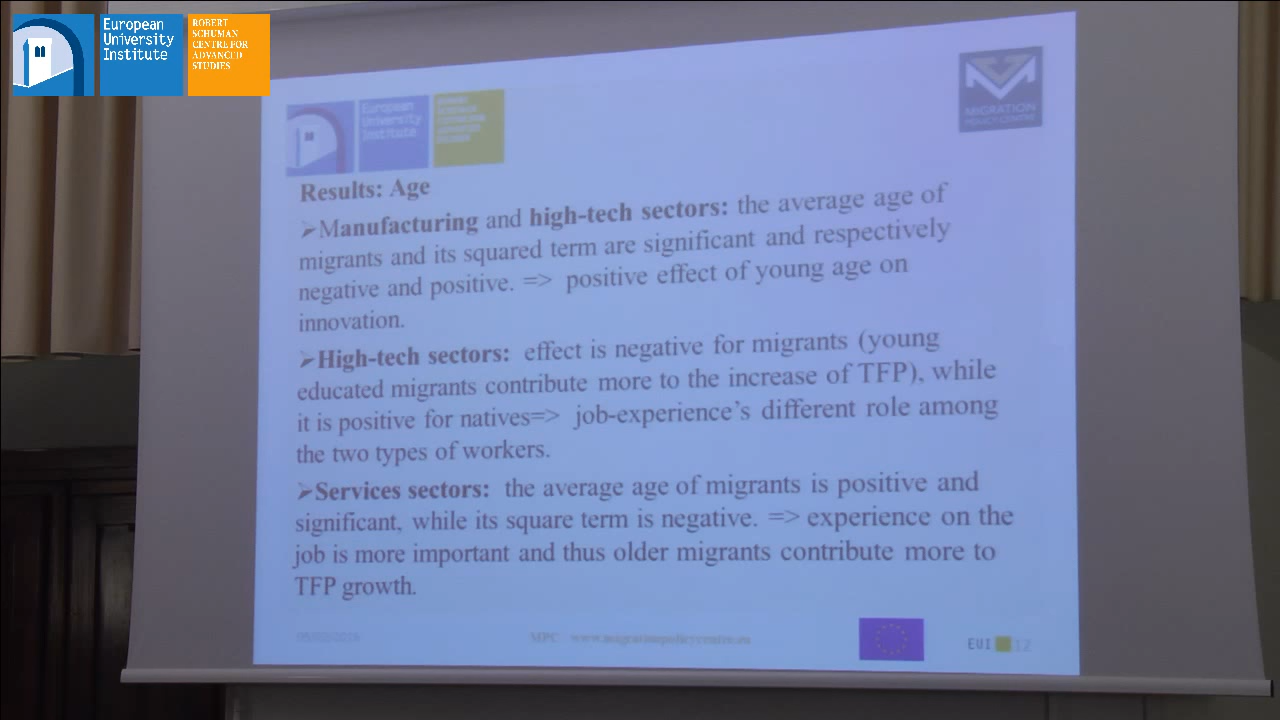 European
University
Institute
ROBERT
SCHUMAN
CENTRE FOR
ADVANCED
STUDIES
European
University
Institute
MIGRATION
POLICY CENTRE
Results: Age
➢Manufacturing and high-tech sectors: the average age of
migrants and its squared term are significant and respectively
negative and positive. => positive effect of young age on
innovation.
➢High-tech sectors: effect is negative for migrants (young
educated migrants contribute more to the increase of TFP), while
it is positive for natives=> job-experience's different role among
the two types of workers.
➢Services sectors: the average age of migrants is positive and
significant, while its square term is negative. => experience on the
job is more important and thus older migrants contribute more to
TFP growth.
MPC www.migrationpolicycentre.eu
EUI 12